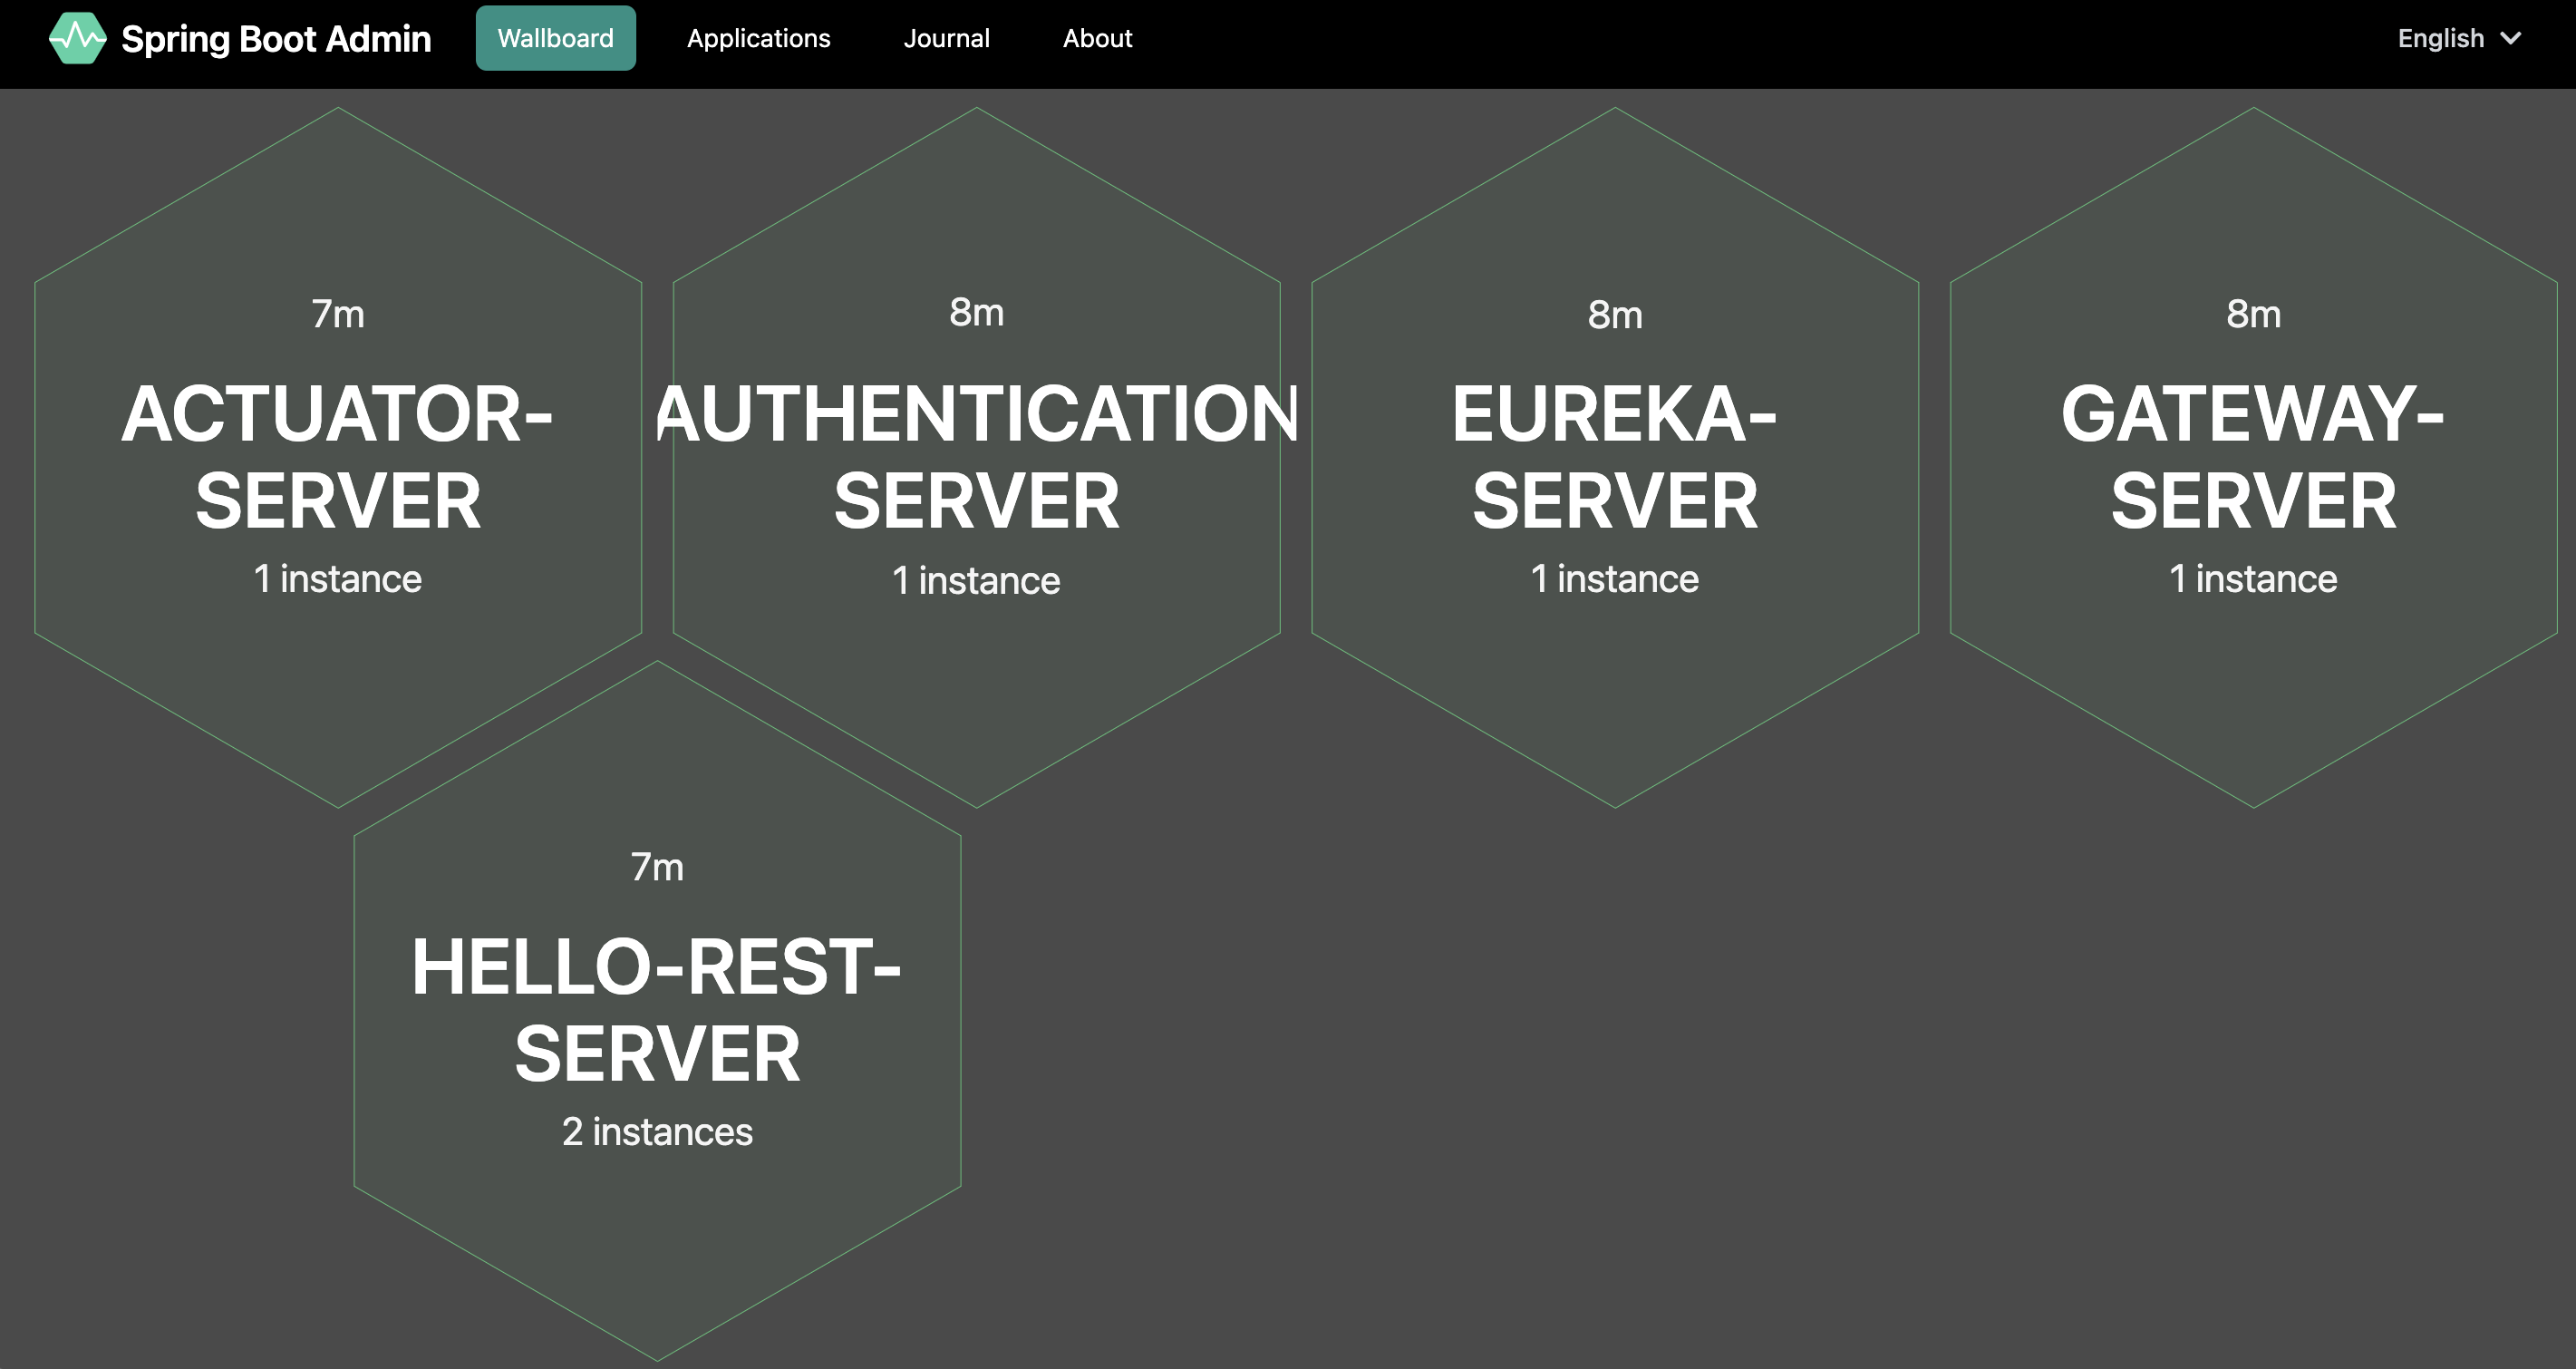 Spring Boot Admin
Wallboard
Applications
Journal
About
English
7m
ACTUATOR-
SERVER
1 instance
8m
AUTHENTICATION
SERVER
1 instance
8m
EUREKA-
SERVER
1 instance
8m
GATEWAY-
SERVER
1 instance
7m
HELLO-REST-
SERVER
2 instances